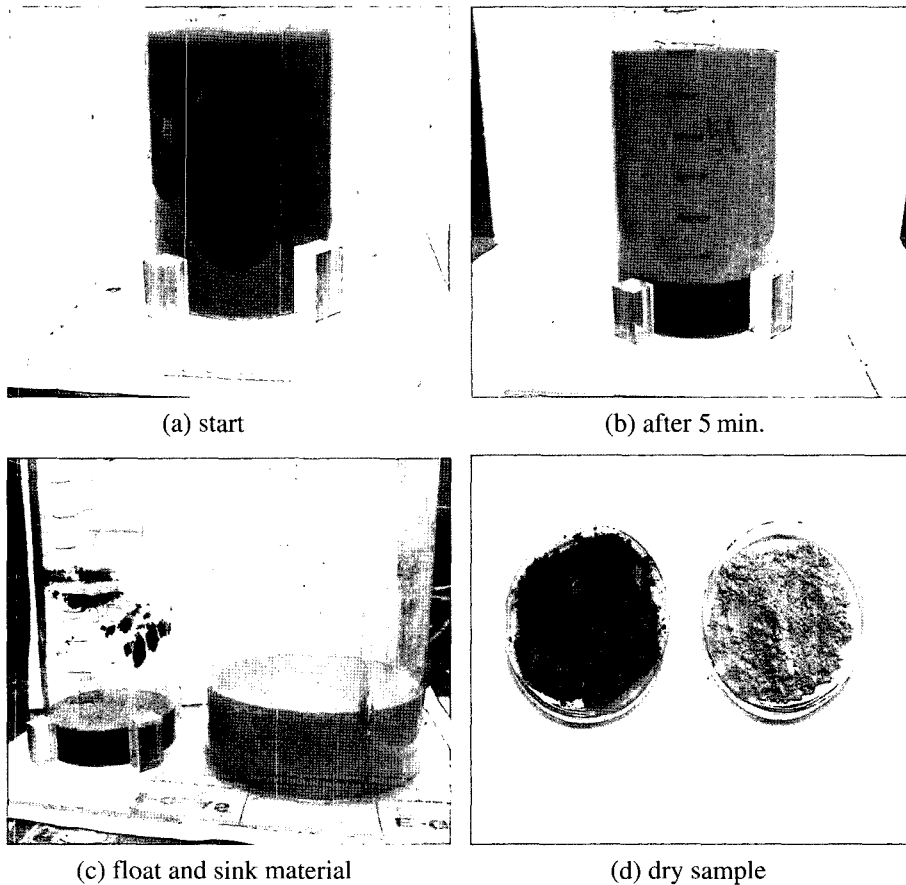 (a) start
(b) after 5 min.
(c) float and sink material
(d) dry sample